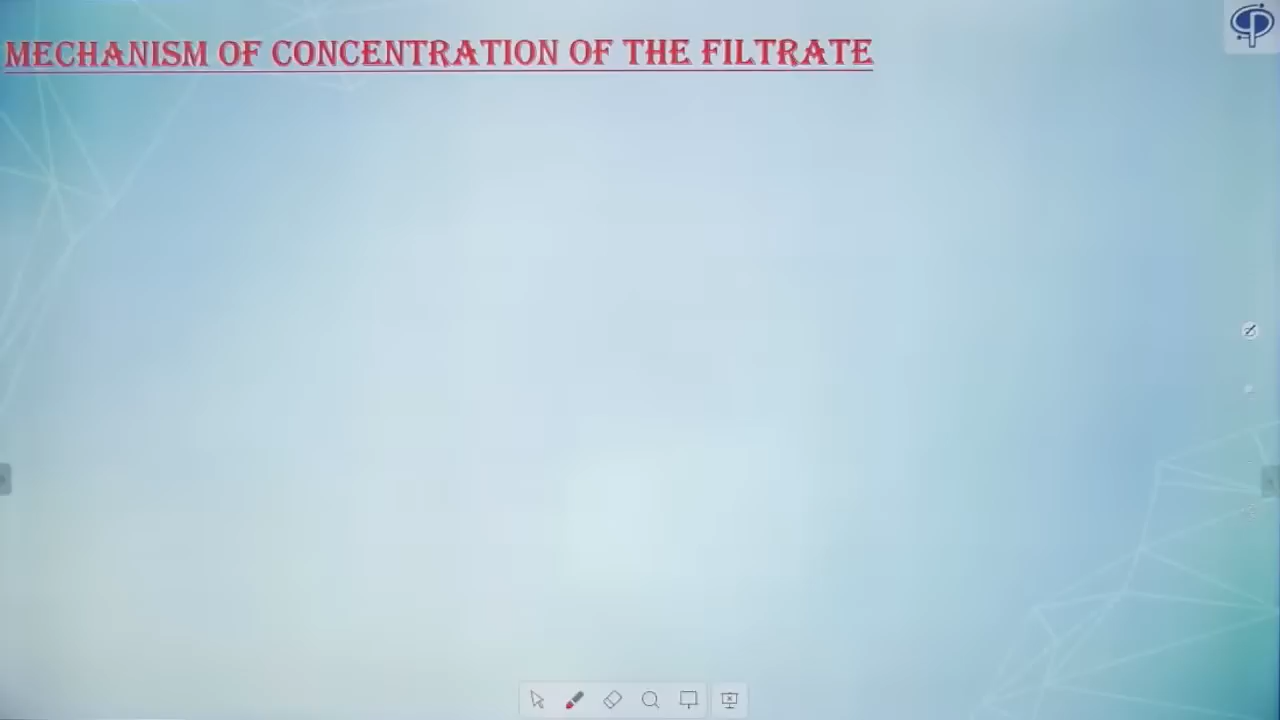 MECHANISM OF CONCENTRATION OF THE FILTRATE